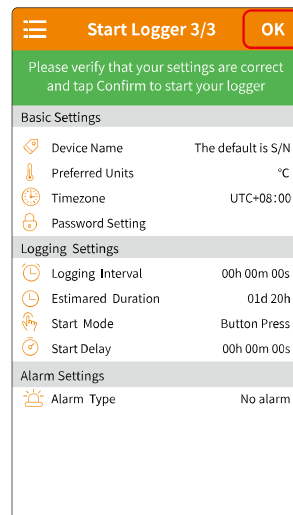 Start Logger 3/3 OK
Please verify that your settings are correct
and tap Confirm to start your logger
Basic Settings
Device Name The default is S/N
Preferred Units ℃
Timezone UTC+08:00
Password Setting
Logging Settings
Logging Interval 00h 00m 00s
Estimared Duration 01d 20h
Start Mode Button Press
Start Delay 00h 00m 00s
Alarm Settings
Alarm Type No alarm